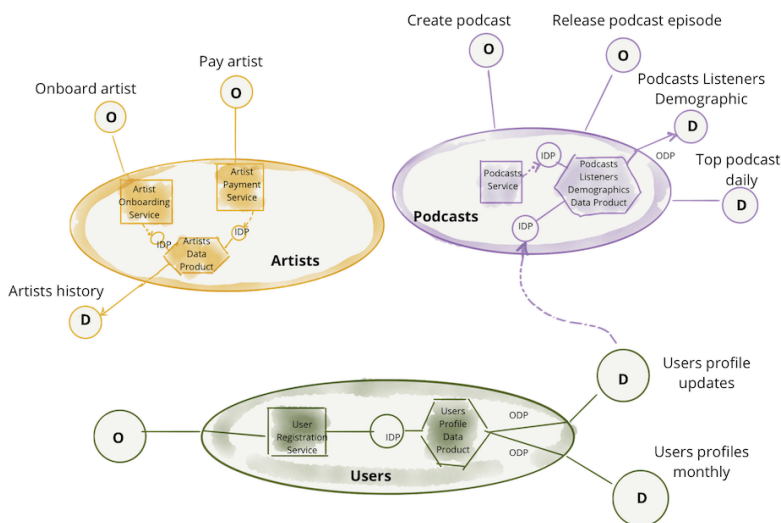 Create podcast
O
Release podcast episode
O
Podcasts Listeners
Demographic
D
ODP
Top podcast
daily
D
IDP
Podcasts
Service
Podcasts
Listeners
Demographics
Data Product
Podcasts
IDP
Pay artist
O
Onboard artist
O
Artist
Onboarding
Service
Artist
Payment
Service
IDP
IDP
Artists
Data
Product
Artists
Artists history
D
Users profile
updates
D
O
User
Registration
Service
IDP
Users
Profile
Data
Product
ODP
ODP
Users
Users profiles
monthly
D